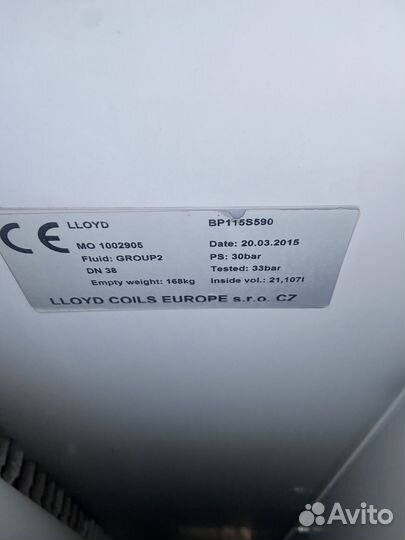 CE LLOYD BP115S590
MO 1002905 Date: 20.03.2015
Fluid: GROUP2 PS: 30bar
DN 38 Tested: 33bar
Empty weight: 168kg Inside vol.: 21,107l
LLOYD COILS EUROPE s.r.o. CZ
Avito